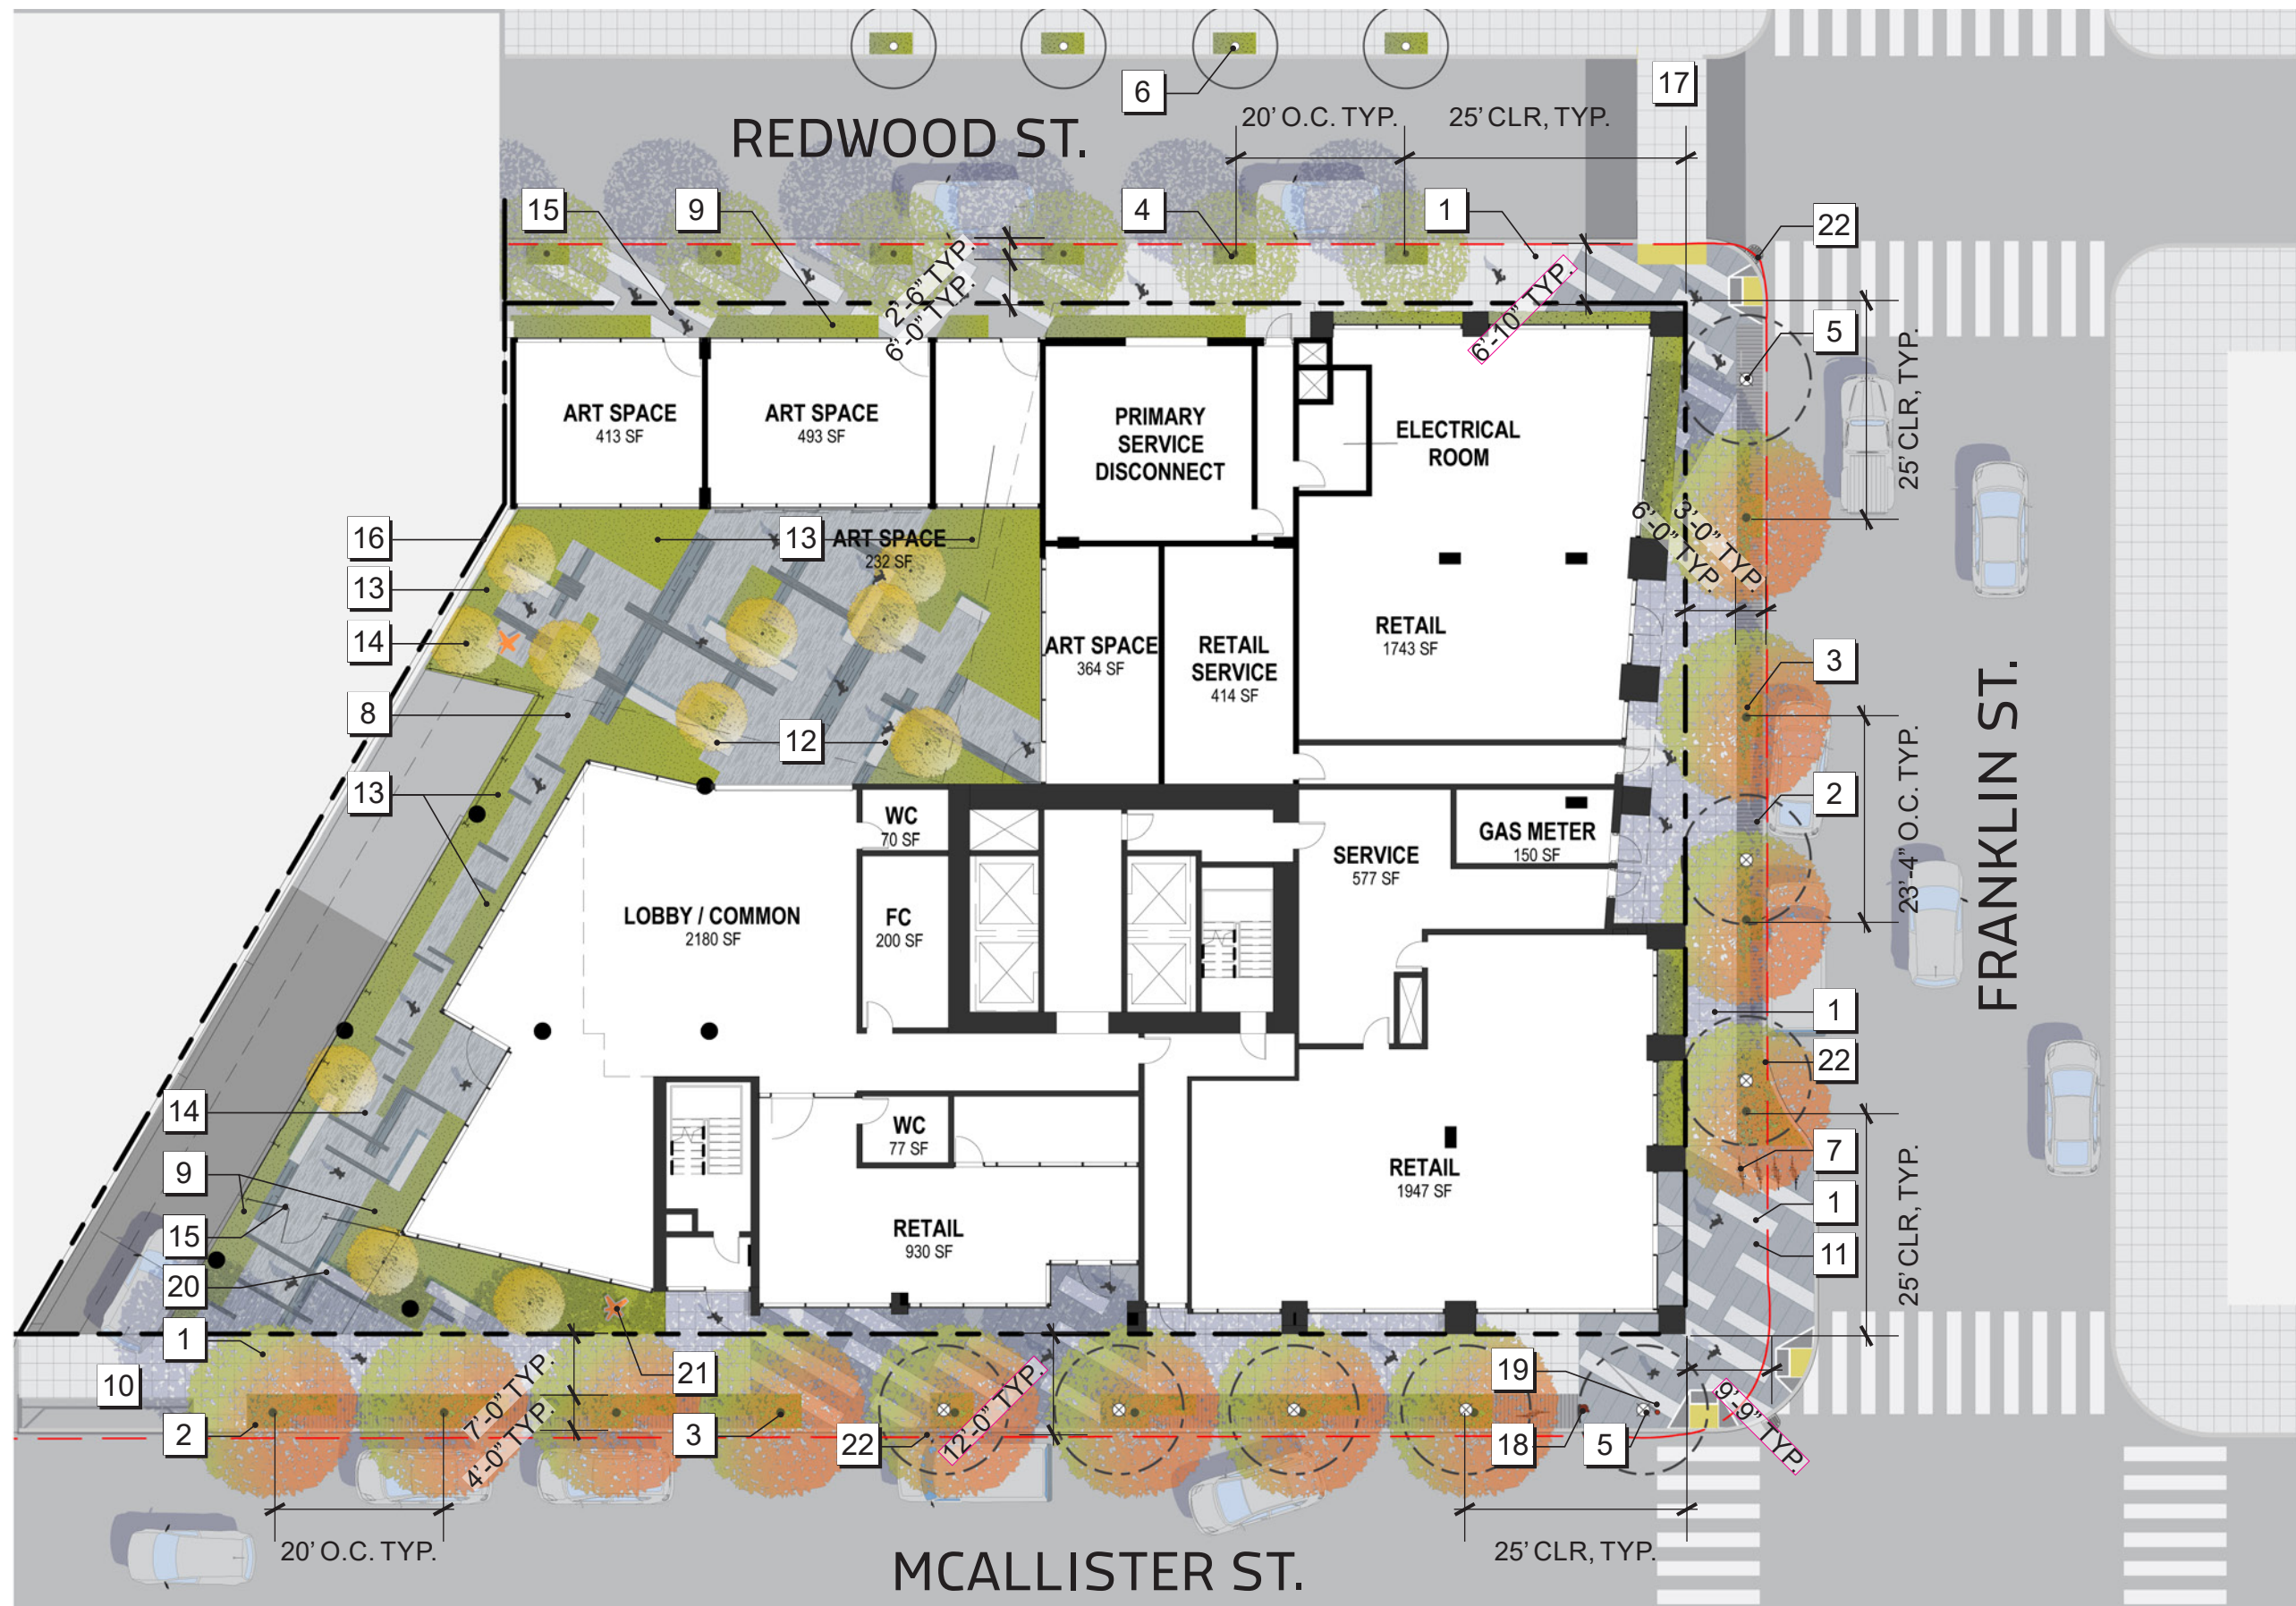 17
6
20' O.C. TYP.
25' CLR, TYP.
REDWOOD ST.
15
9
4
1
22
2'-6" TYP.
6'-0" TYP.
6'-10" TYP.
5
25' CLR, TYP.
ART SPACE
413 SF
ART SPACE
493 SF
PRIMARY
SERVICE
DISCONNECT
ELECTRICAL
ROOM
16
13
ART SPACE
232 SF
6'-0" TYP.
3'-0" TYP.
13
14
ART SPACE
364 SF
RETAIL
SERVICE
414 SF
RETAIL
1743 SF
3
FRANKLIN ST.
8
12
23'-4" O.C. TYP.
13
2
WC
70 SF
GAS METER
150 SF
SERVICE
577 SF
LOBBY / COMMON
2180 SF
FC
200 SF
1
22
14
WC
77 SF
7
9
RETAIL
1947 SF
1
25' CLR, TYP.
15
RETAIL
930 SF
11
20
1
10
7'-0" TYP.
4'-0" TYP.
21
19
9'-9" TYP.
2
3
22
12'-0" TYP.
18
5
20' O.C. TYP.
25' CLR, TYP.
MCALLISTER ST.